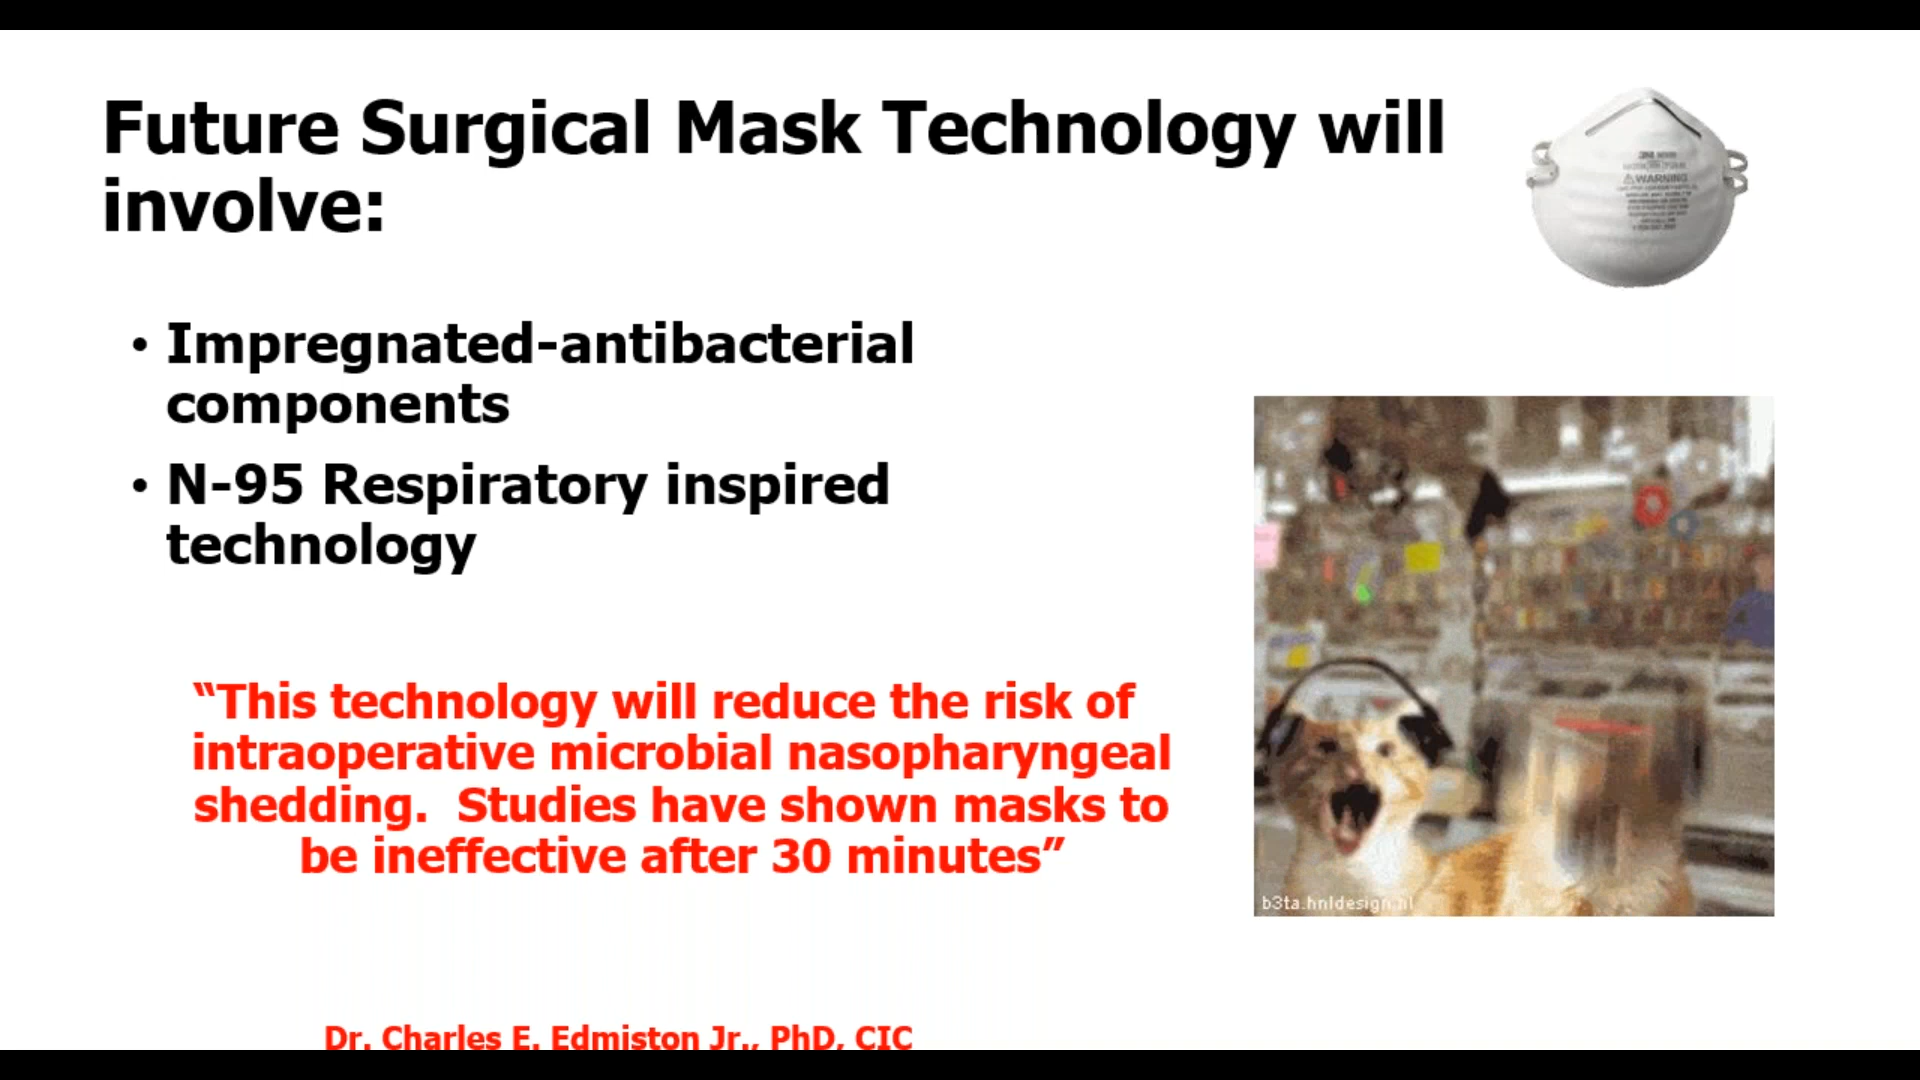 Future Surgical Mask Technology will
involve:
• Impregnated-antibacterial
components
• N-95 Respiratory inspired
technology
“This technology will reduce the risk of
intraoperative microbial nasopharyngeal
shedding.  Studies have shown masks to
be ineffective after 30 minutes”
Dr. Charles E. Edmiston Jr., PhD, CIC
WARNING
b3ta.hnldesign.nl